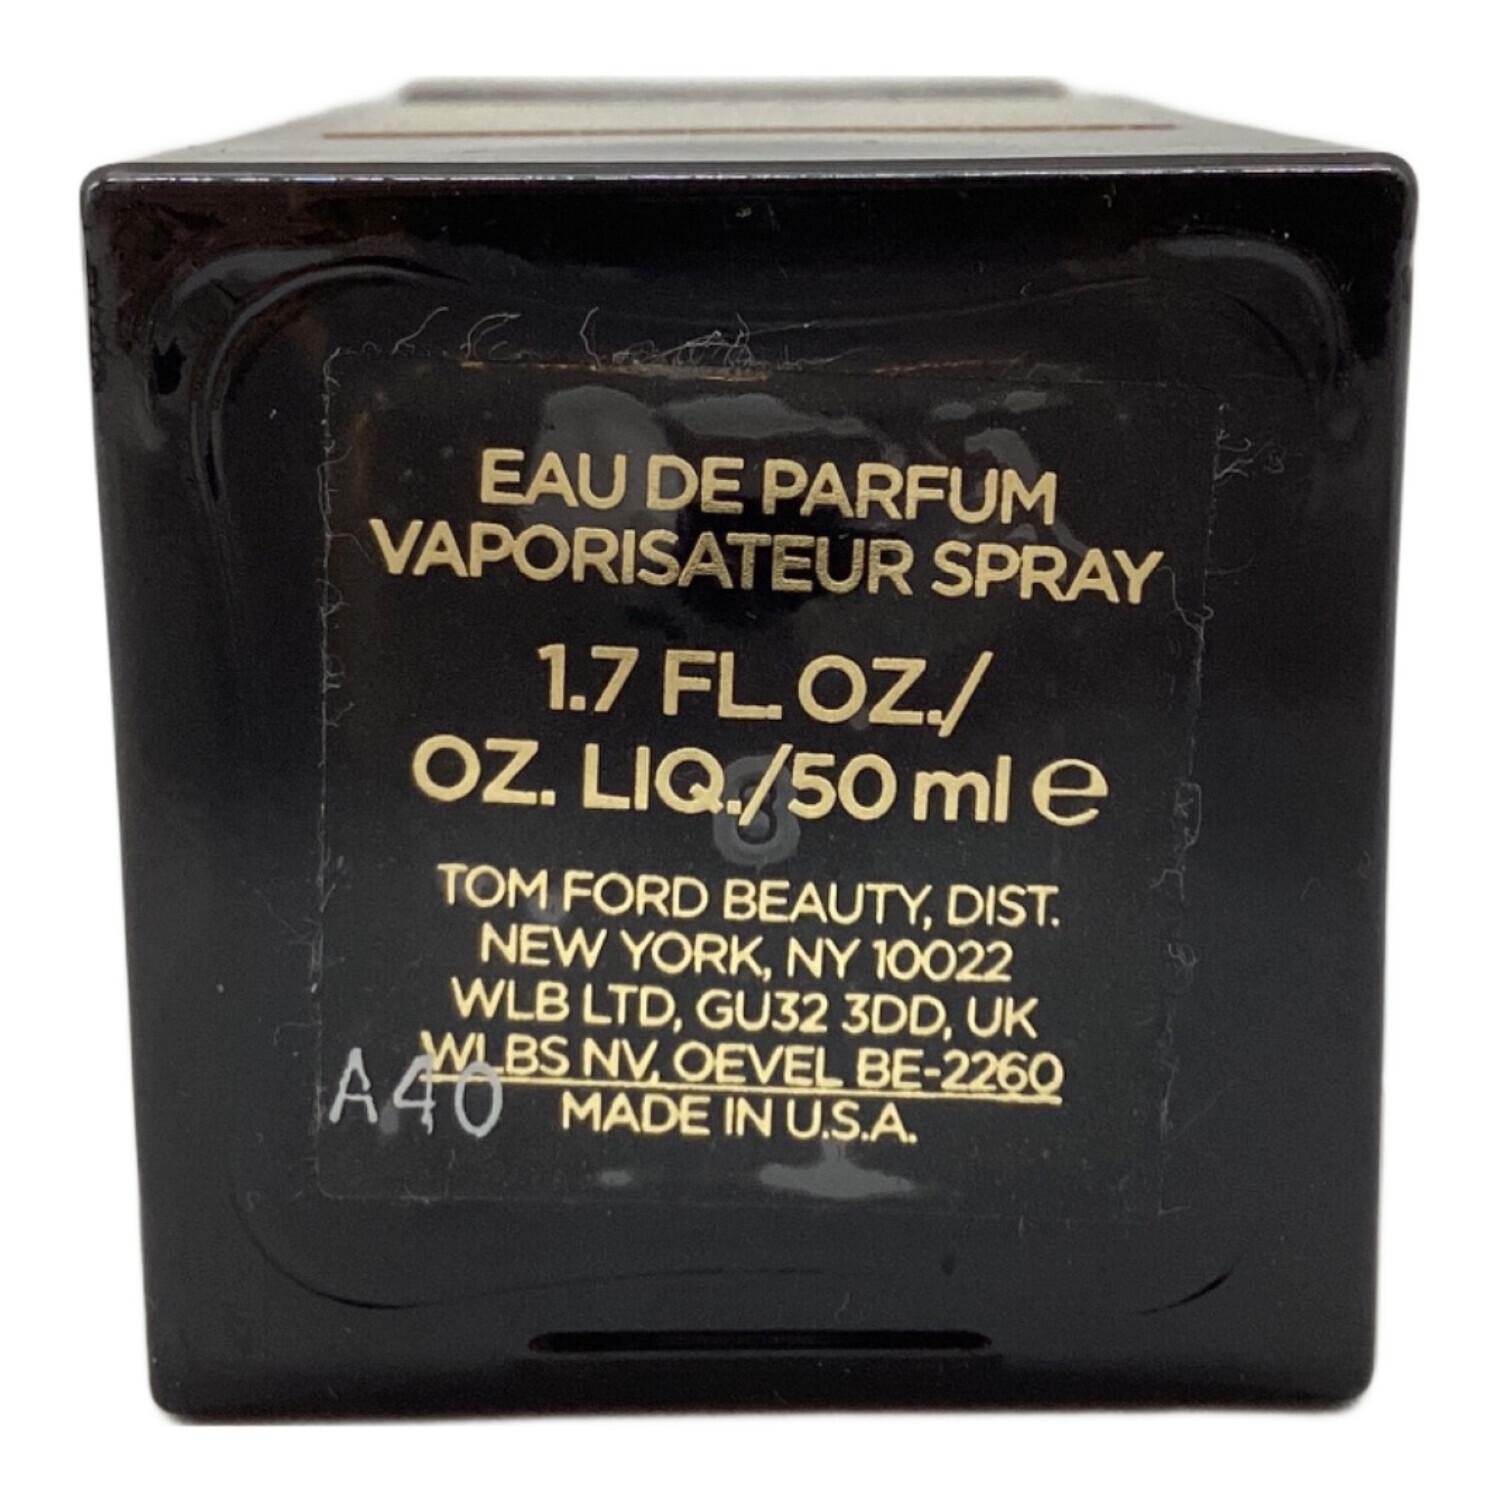 EAU DE PARFUM
VAPORISATEUR SPRAY
1.7 FL. OZ./
OZ. LIQ./50 ml ℮
8
TOM FORD BEAUTY, DIST.
NEW YORK, NY 10022
WLB LTD, GU32 3DD, UK
WLBS NV, OEVEL BE-2260
A40
MADE IN U.S.A.